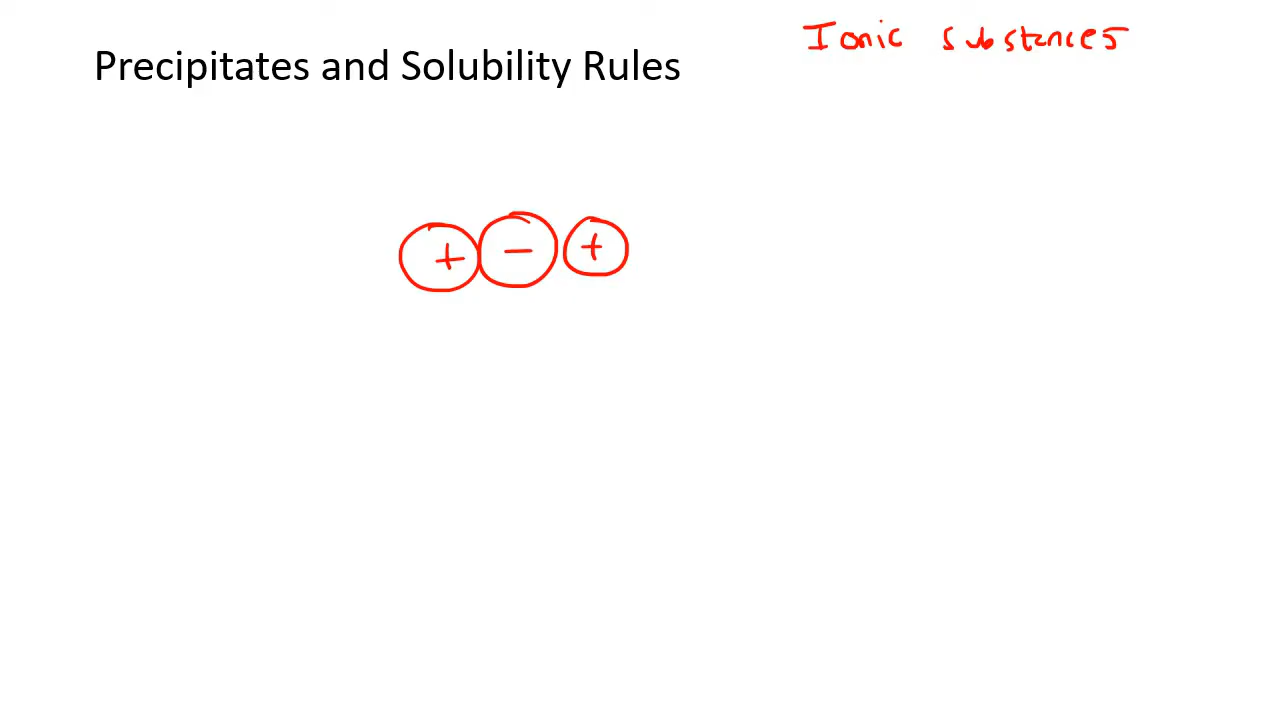 Ionic substances
Precipitates and Solubility Rules
+ - +